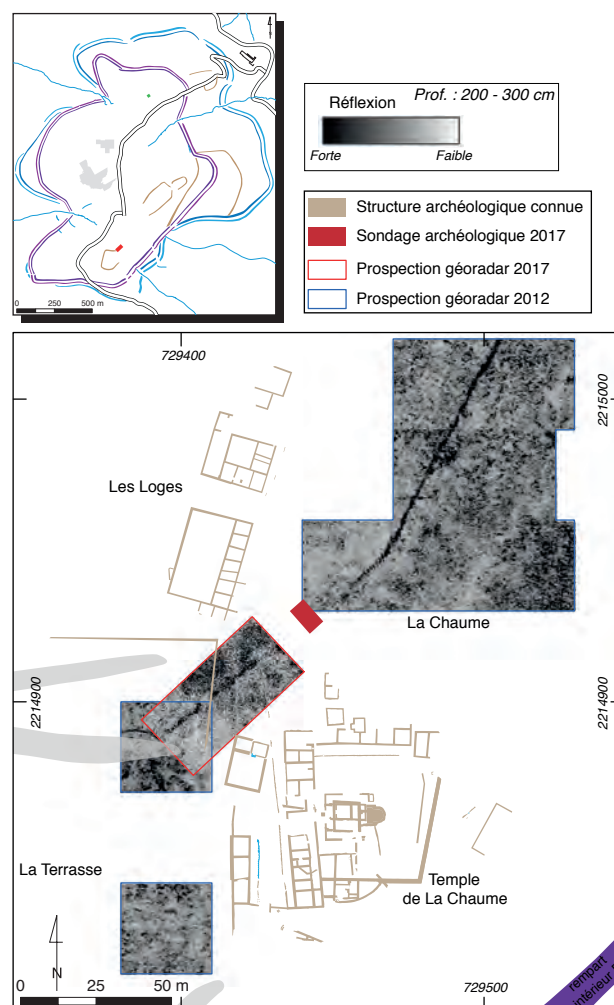 0 250 500 m
Prof. : 200 - 300 cm
Réflexion
Forte Faible
Structure archéologique connue
Sondage archéologique 2017
Prospection géoradar 2017
Prospection géoradar 2012
729400
2215000
Les Loges
La Chaume
2214900
2214900
La Terrasse
Temple
de La Chaume
N
0 25 50 m
729500
rempart
intérieur